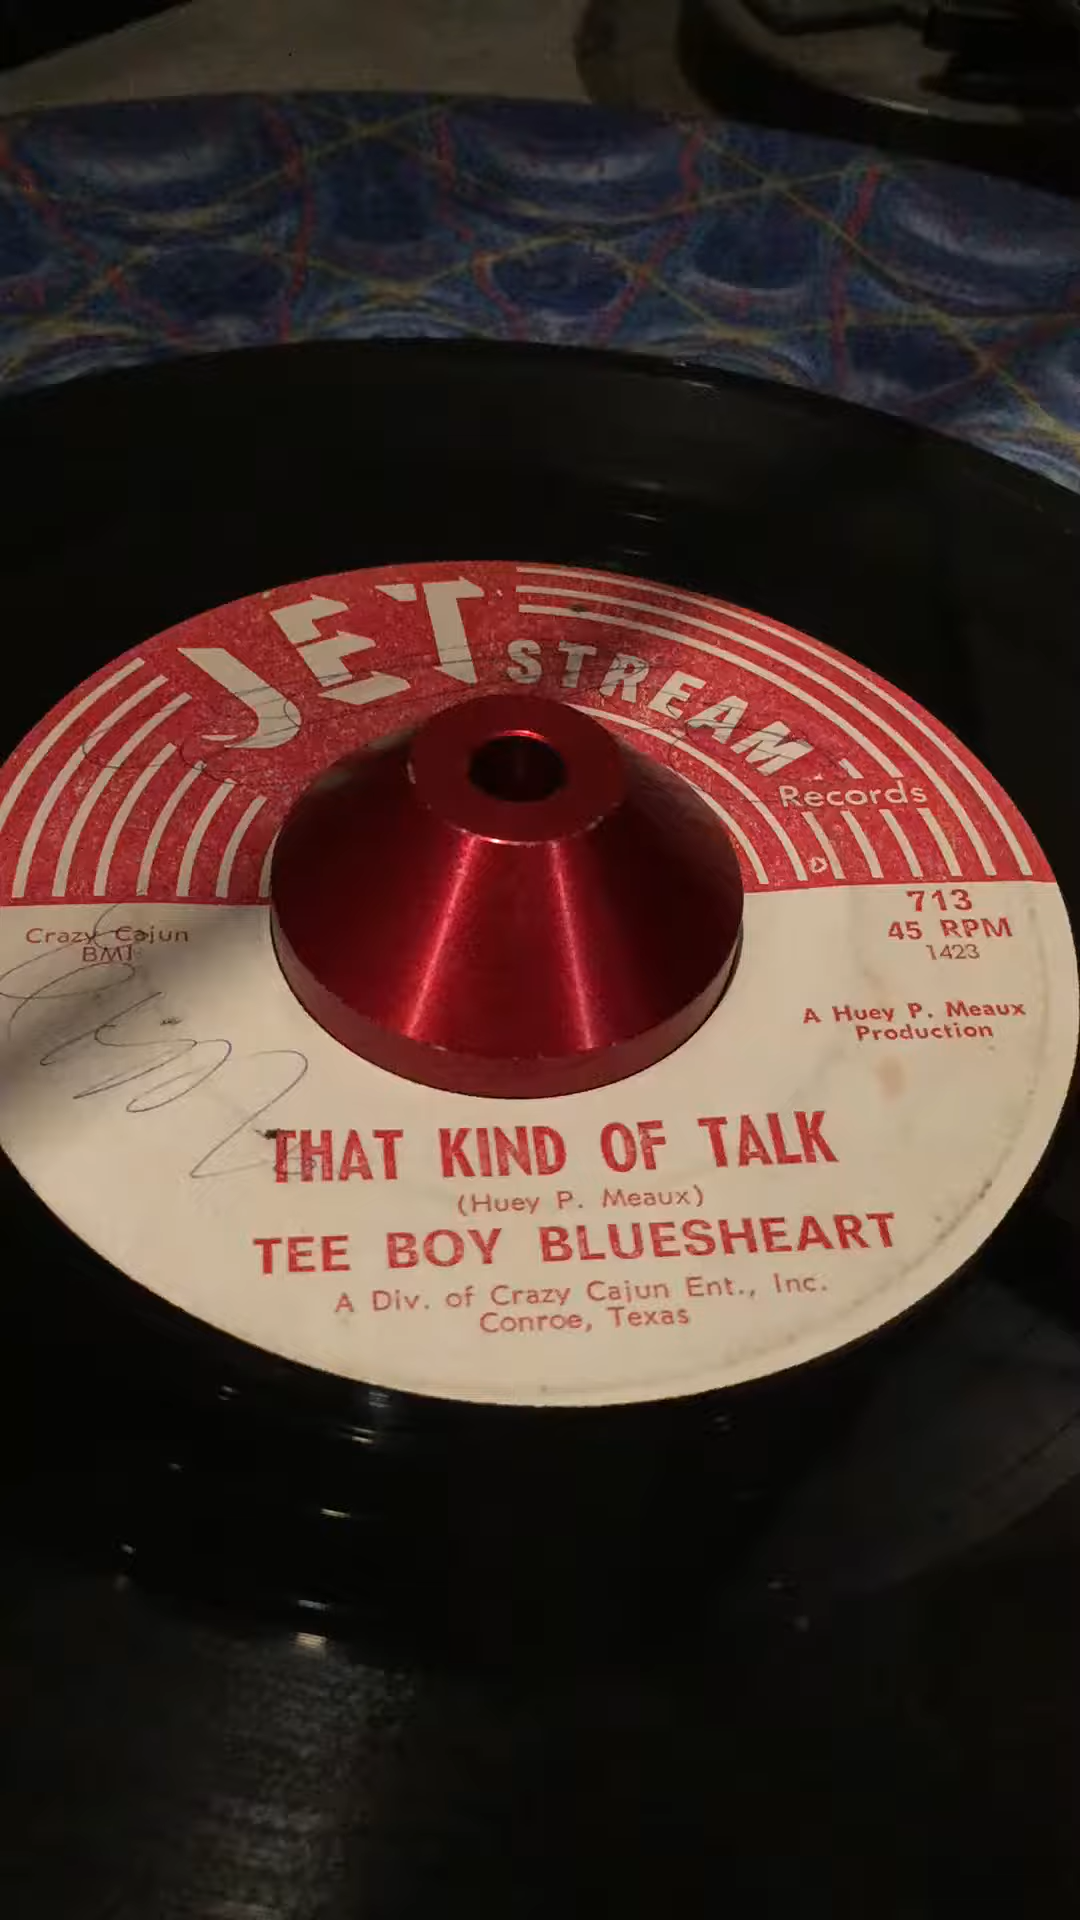 JET STREAM
Records
Crazy Cajun
BMI
713
45 RPM
1423
A Huey P. Meaux
Production
THAT KIND OF TALK
(Huey P. Meaux)
TEE BOY BLUESHEART
A Div. of Crazy Cajun Ent., Inc.
Conroe, Texas